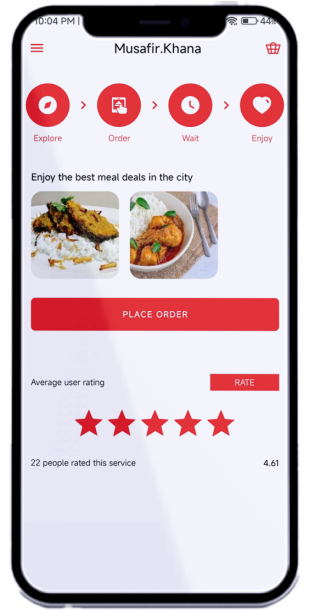 10:04 PM
44%
Musafir.Khana
Explore
Order
Wait
Enjoy
Enjoy the best meal deals in the city
PLACE ORDER
Average user rating
RATE
22 people rated this service
4.61